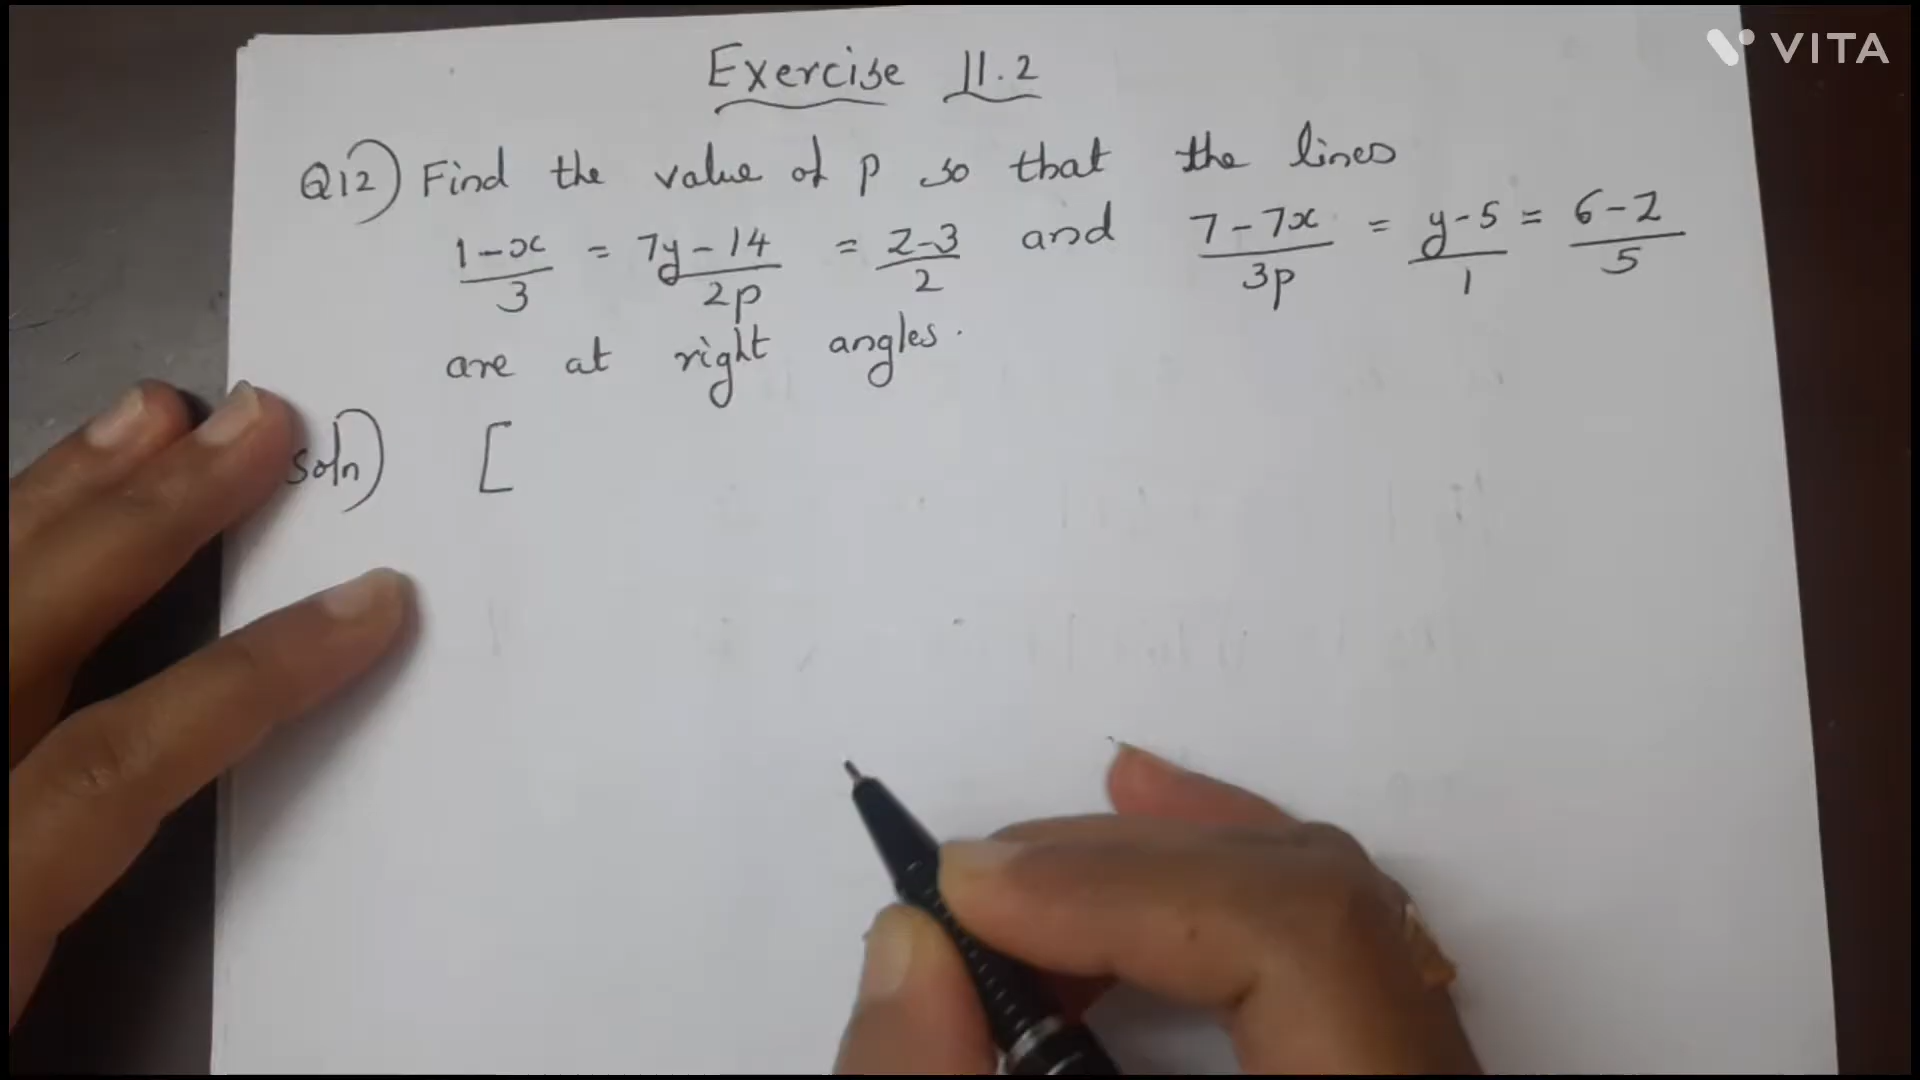 VITA
Exercise 11.2
Q12) Find the value of p so that the lines
1-x/3 = 7y-14/2p = z-3/2 and 7-7x/3p = y-5/1 = 6-z/5
are at right angles.
Soln) [